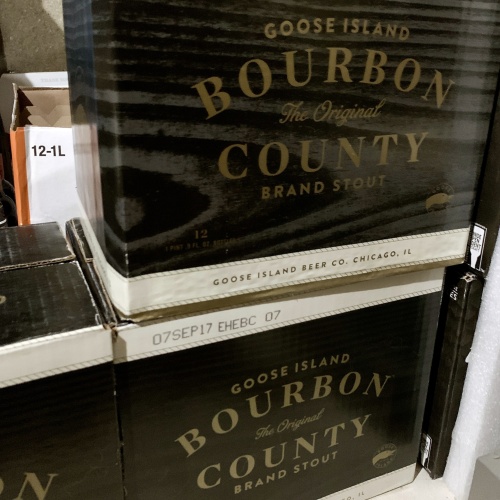 GOOSE ISLAND
BOURBON
The Original
COUNTY
BRAND STOUT
12-1L
12
GOOSE ISLAND BEER CO. CHICAGO, IL
07SEP17 EHEBC 07
GOOSE ISLAND
BOURBON
The Original
COUNTY
BRAND STOUT